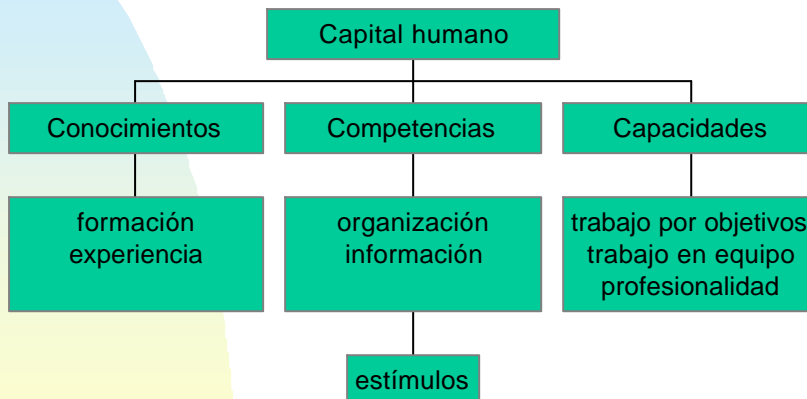 Capital humano
Conocimientos
Competencias
Capacidades
formación
experiencia
organización
información
trabajo por objetivos
trabajo en equipo
profesionalidad
estímulos